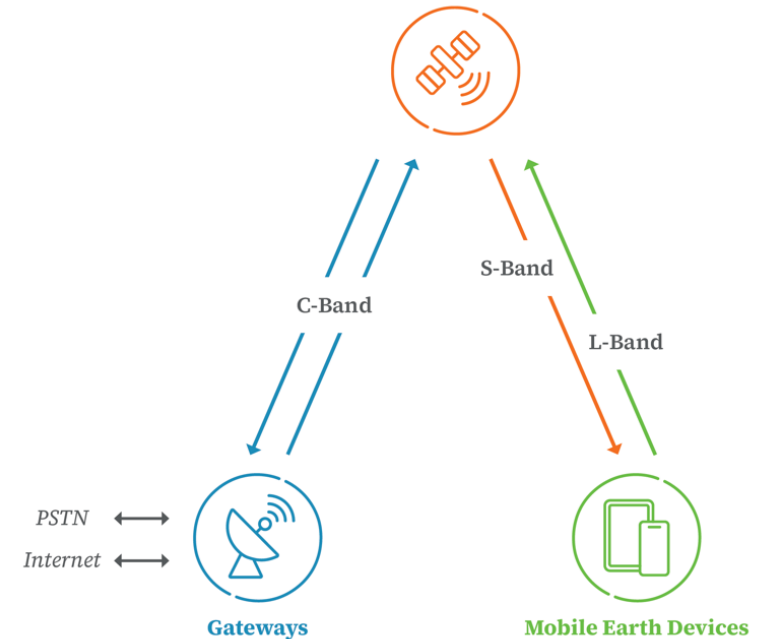 S-Band
C-Band
L-Band
PSTN
Internet
Gateways
Mobile Earth Devices